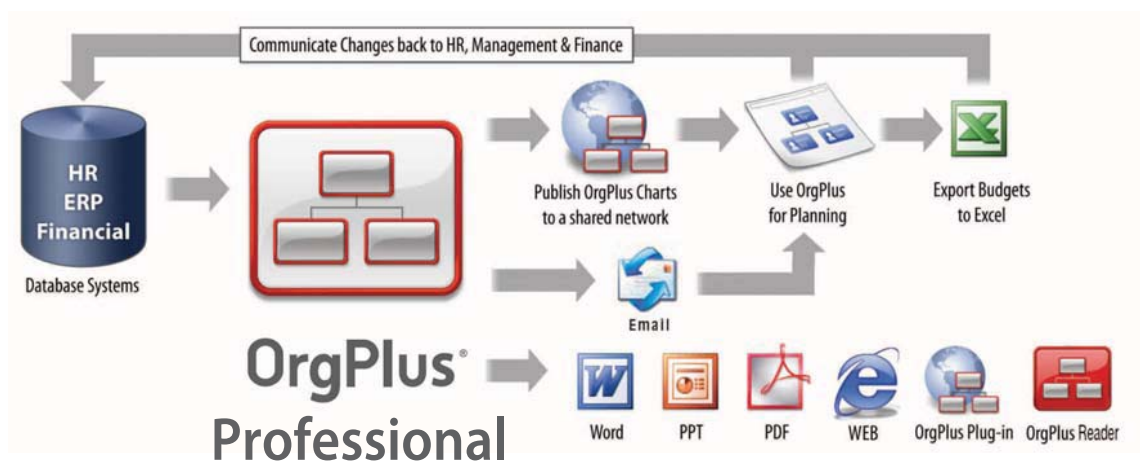 Communicate Changes back to HR, Management & Finance
HR
ERP
Financial
Database Systems
Publish OrgPlus Charts
to a shared network
Use OrgPlus
for Planning
Export Budgets
to Excel
Email
OrgPlus®
Professional
Word
PPT
PDF
WEB
OrgPlus Plug-in
OrgPlus Reader